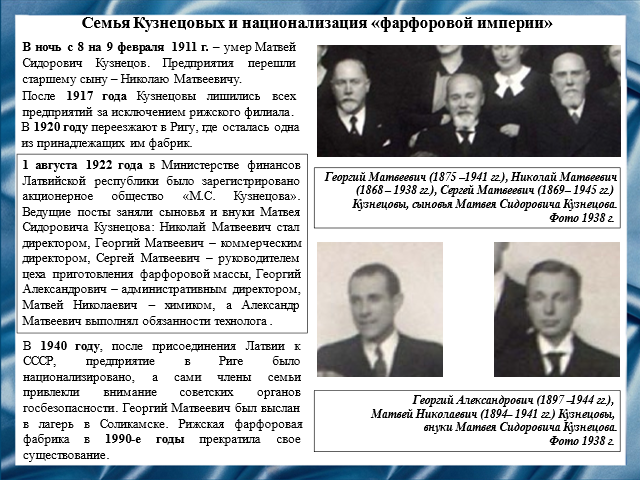 Семья Кузнецовых и национализация «фарфоровой империи»
В ночь с 8 на 9 февраля 1911 г. – умер Матвей
Сидорович Кузнецов. Предприятия перешли
старшему сыну – Николаю Матвеевичу.
После 1917 года Кузнецовы лишились всех
предприятий за исключением рижского филиала.
В 1920 году переезжают в Ригу, где осталась одна
из принадлежащих им фабрик.
1 августа 1922 года в Министерстве финансов
Латвийской республики было зарегистрировано
акционерное общество «М.С. Кузнецова».
Ведущие посты заняли сыновья и внуки Матвея
Сидоровича Кузнецова: Николай Матвеевич стал
директором, Георгий Матвеевич – коммерческим
директором, Сергей Матвеевич – руководителем
цеха приготовления фарфоровой массы, Георгий
Александрович – административным директором,
Матвей Николаевич – химиком, а Александр
Матвеевич выполнял обязанности технолога .
В 1940 году, после присоединения Латвии к
СССР, предприятие в Риге было
национализировано, а сами члены семьи
привлекли внимание советских органов
госбезопасности. Георгий Матвеевич был выслан
в лагерь в Соликамске. Рижская фарфоровая
фабрика в 1990-е годы прекратила свое
существование.
Георгий Матвеевич (1875 –1941 гг.), Николай Матвеевич
(1868 – 1938 гг.), Сергей Матвеевич (1869– 1945 гг.)
Кузнецовы, сыновья Матвея Сидоровича Кузнецова.
Фото 1938 г.
Георгий Александрович (1897 –1944 гг.),
Матвей Николаевич (1894– 1941 гг.) Кузнецовы,
внуки Матвея Сидоровича Кузнецова.
Фото 1938 г.